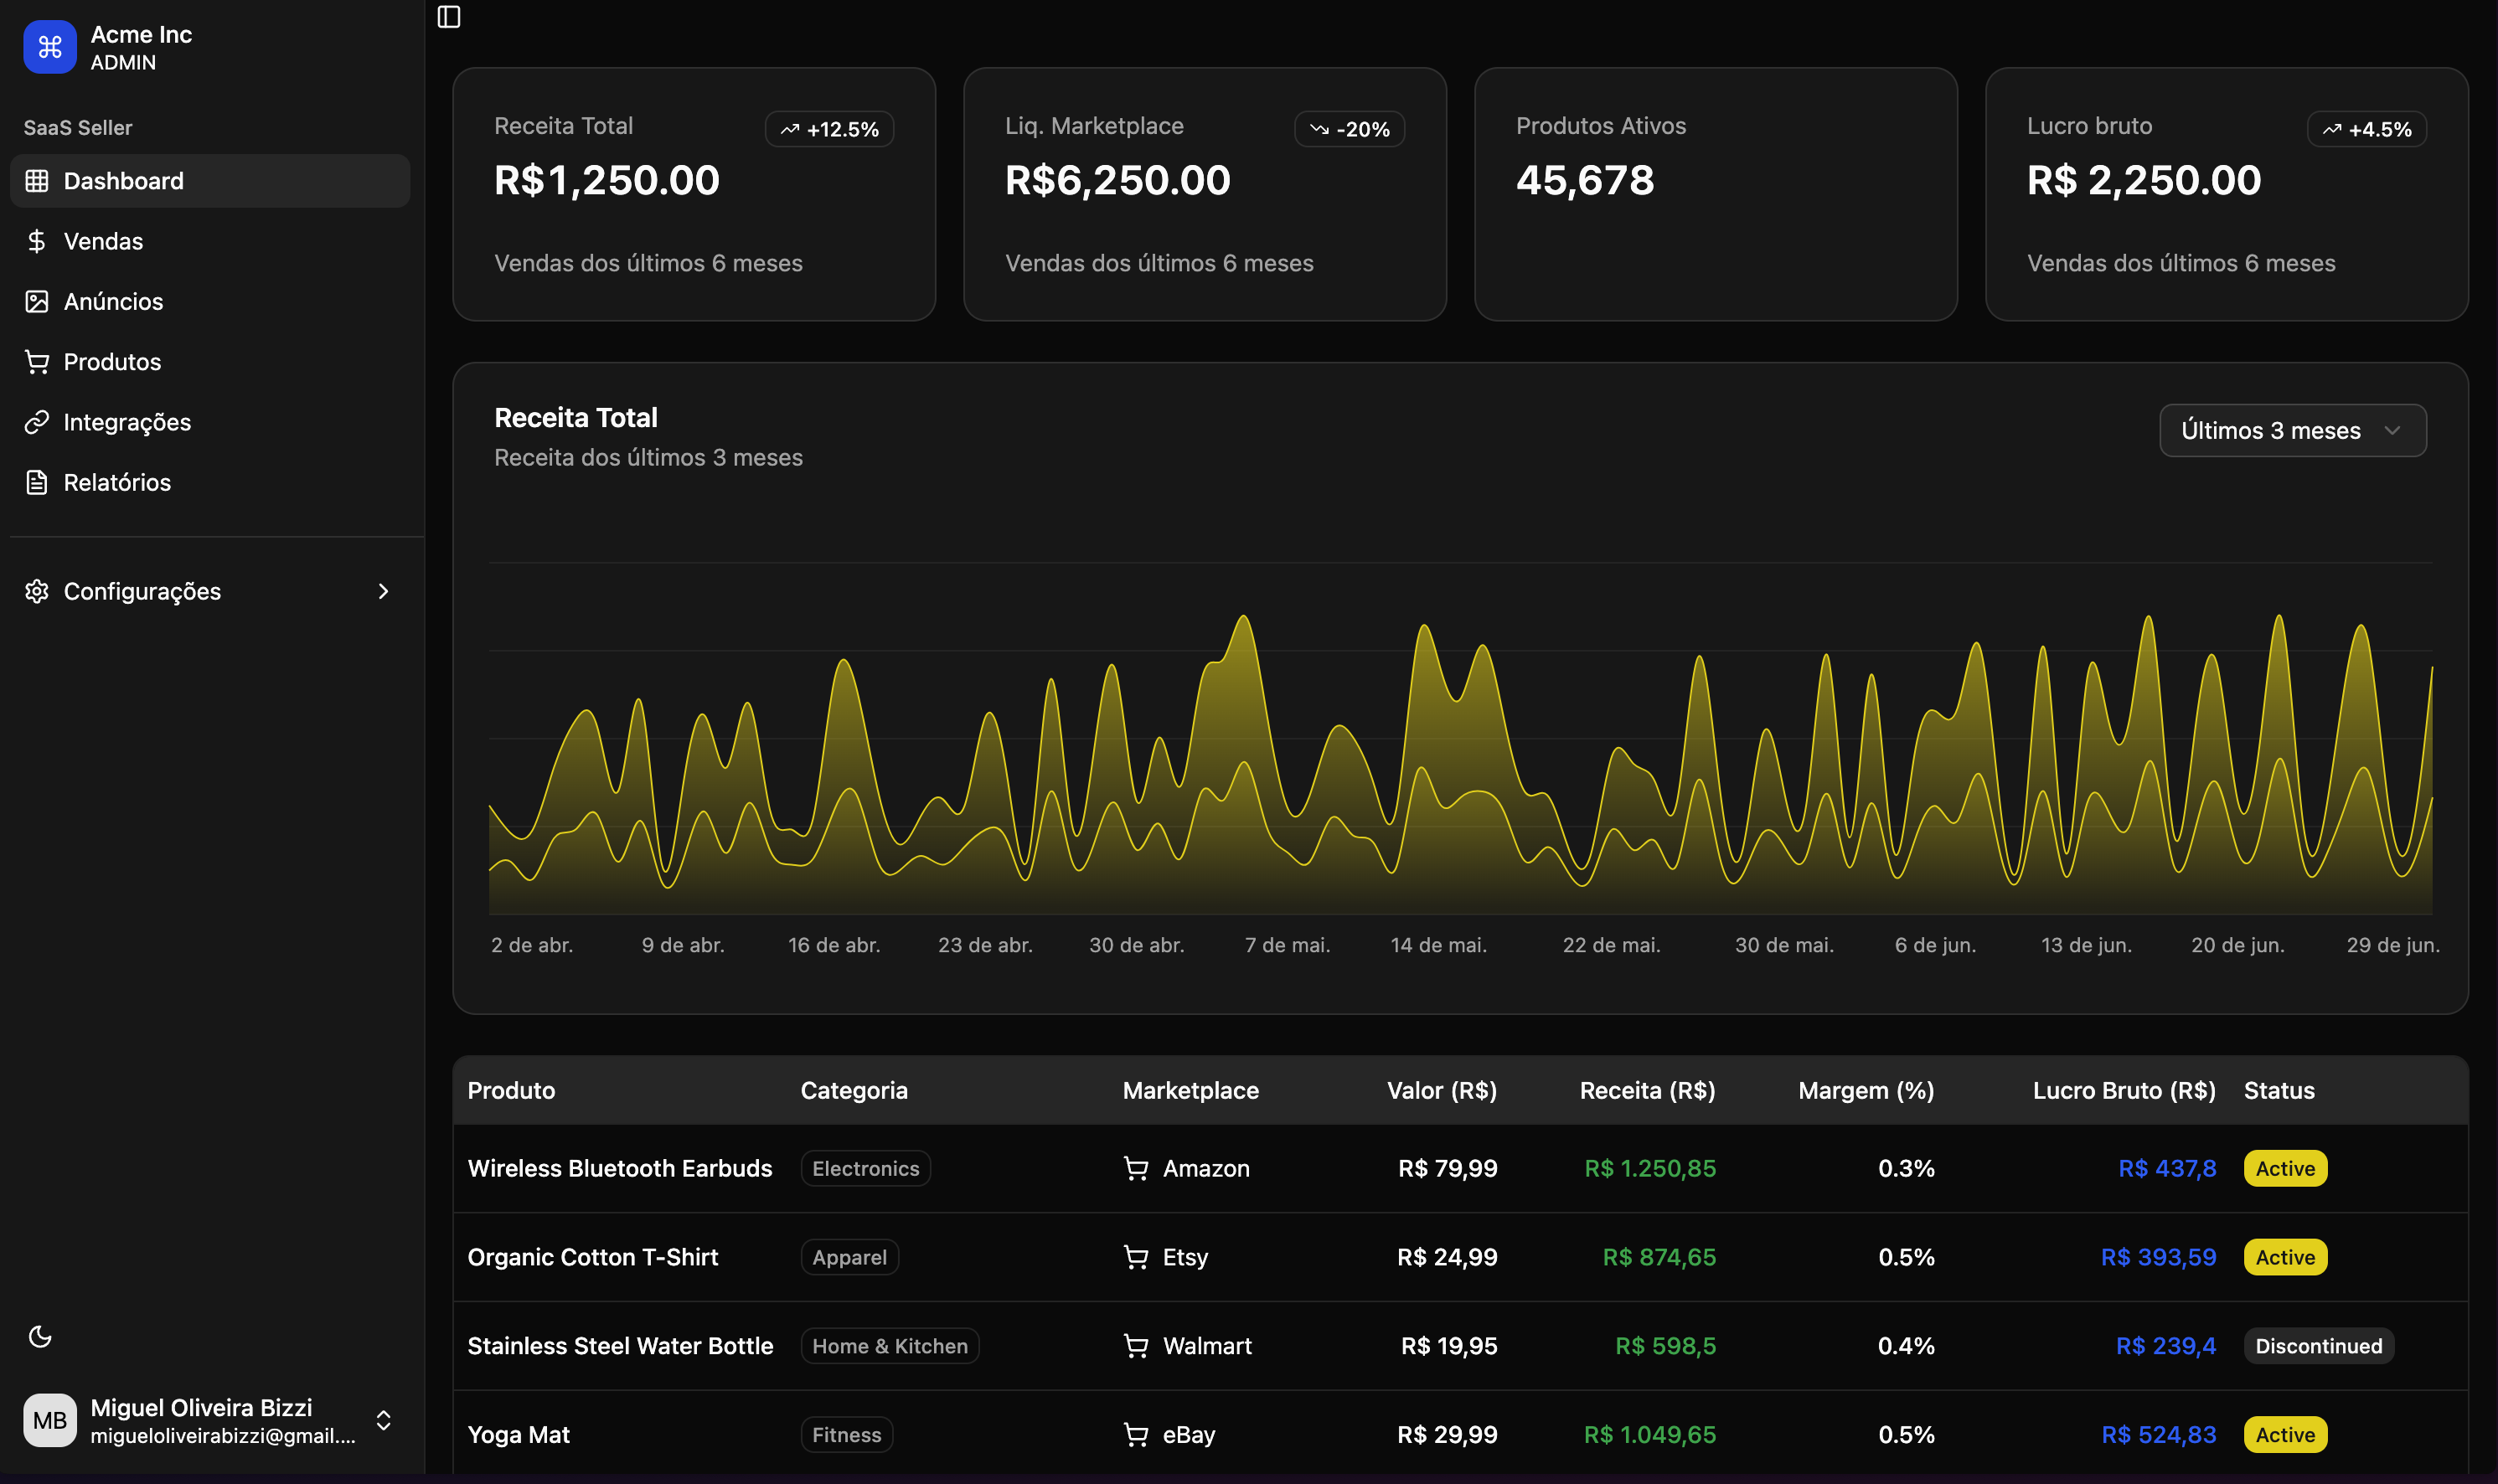 Acme Inc
ADMIN
SaaS Seller
Dashboard
Vendas
Anúncios
Produtos
Integrações
Relatórios
Configurações
MB
Miguel Oliveira Bizzi
migueloliveirabizzi@gmail....
Receita Total
+12.5%
R$1,250.00
Vendas dos últimos 6 meses
Liq. Marketplace
-20%
R$6,250.00
Vendas dos últimos 6 meses
Produtos Ativos
45,678
Lucro bruto
+4.5%
R$ 2,250.00
Vendas dos últimos 6 meses
Receita Total
Receita dos últimos 3 meses
Últimos 3 meses
2 de abr. 9 de abr. 16 de abr. 23 de abr. 30 de abr. 7 de mai. 14 de mai. 22 de mai. 30 de mai. 6 de jun. 13 de jun. 20 de jun. 29 de jun.
Produto Categoria Marketplace Valor (R$) Receita (R$) Margem (%) Lucro Bruto (R$) Status
Wireless Bluetooth Earbuds Electronics Amazon R$ 79,99 R$ 1.250,85 0.3% R$ 437,8 Active
Organic Cotton T-Shirt Apparel Etsy R$ 24,99 R$ 874,65 0.5% R$ 393,59 Active
Stainless Steel Water Bottle Home & Kitchen Walmart R$ 19,95 R$ 598,5 0.4% R$ 239,4 Discontinued
Yoga Mat Fitness eBay R$ 29,99 R$ 1.049,65 0.5% R$ 524,83 Active